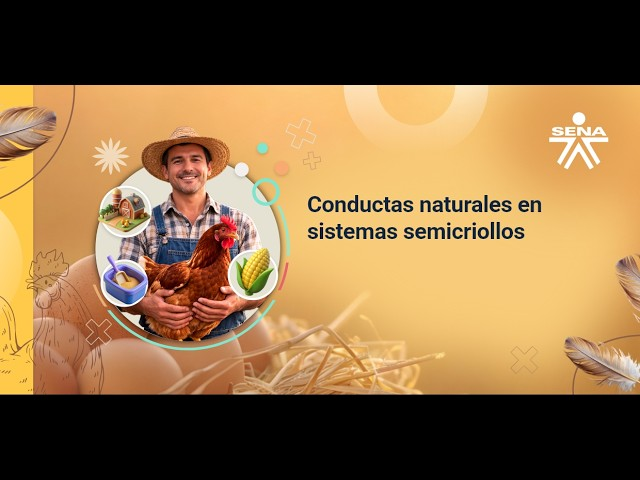 SENA
Conductas naturales en
sistemas semicriollos